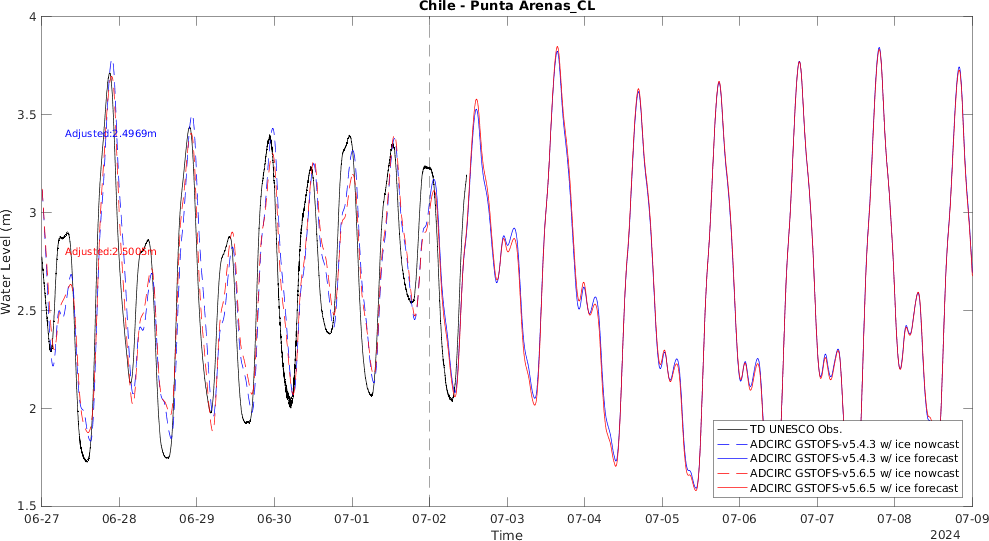 Chile - Punta Arenas_CL
4
3.5
3
2.5
2
1.5
Water Level (m)
Adjusted:2.4969m
Adjusted:2.5005m
TD UNESCO Obs.
ADCIRC GSTOFS-v5.4.3 w/ ice nowcast
ADCIRC GSTOFS-v5.4.3 w/ ice forecast
ADCIRC GSTOFS-v5.6.5 w/ ice nowcast
ADCIRC GSTOFS-v5.6.5 w/ ice forecast
06-27 06-28 06-29 06-30 07-01 07-02 07-03 07-04 07-05 07-06 07-07 07-08 07-09
Time
2024